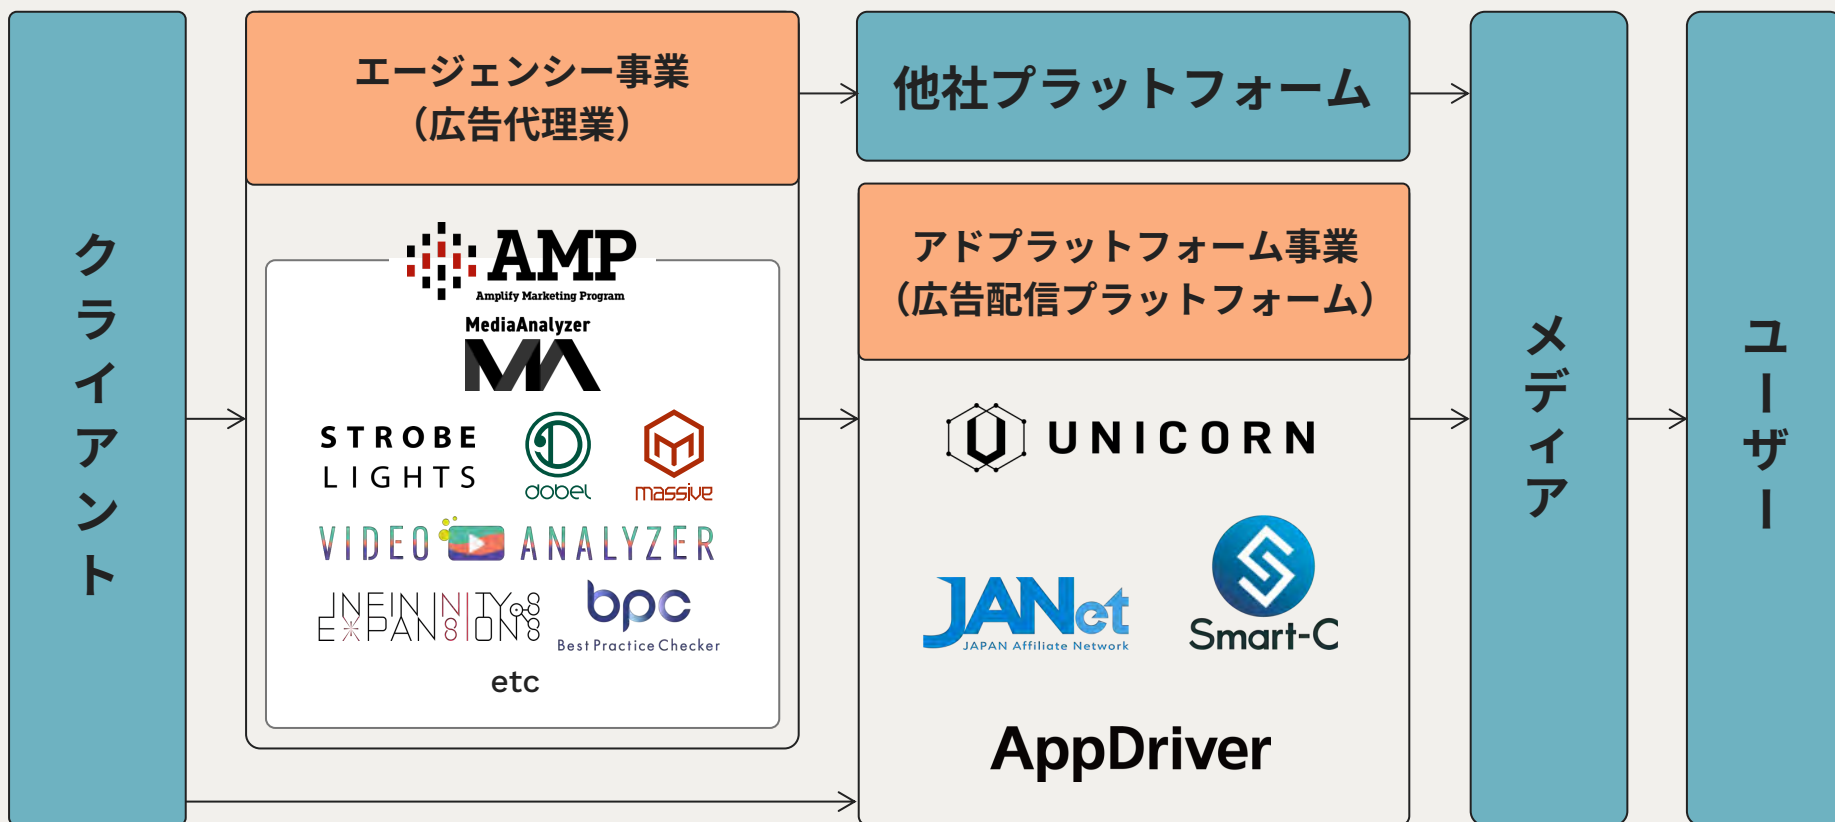 クライアント
エージェンシー事業
（広告代理業）
AMP
Amplify Marketing Program
MediaAnalyzer
MA
STROBE
LIGHTS
dobel
massive
VIDEO ANALYZER
INFINITY
EXPANSION
bpc
Best Practice Checker
etc
他社プラットフォーム
アドプラットフォーム事業
（広告配信プラットフォーム）
UNICORN
JANet
JAPAN Affiliate Network
Smart-C
AppDriver
メディア
ユーザー